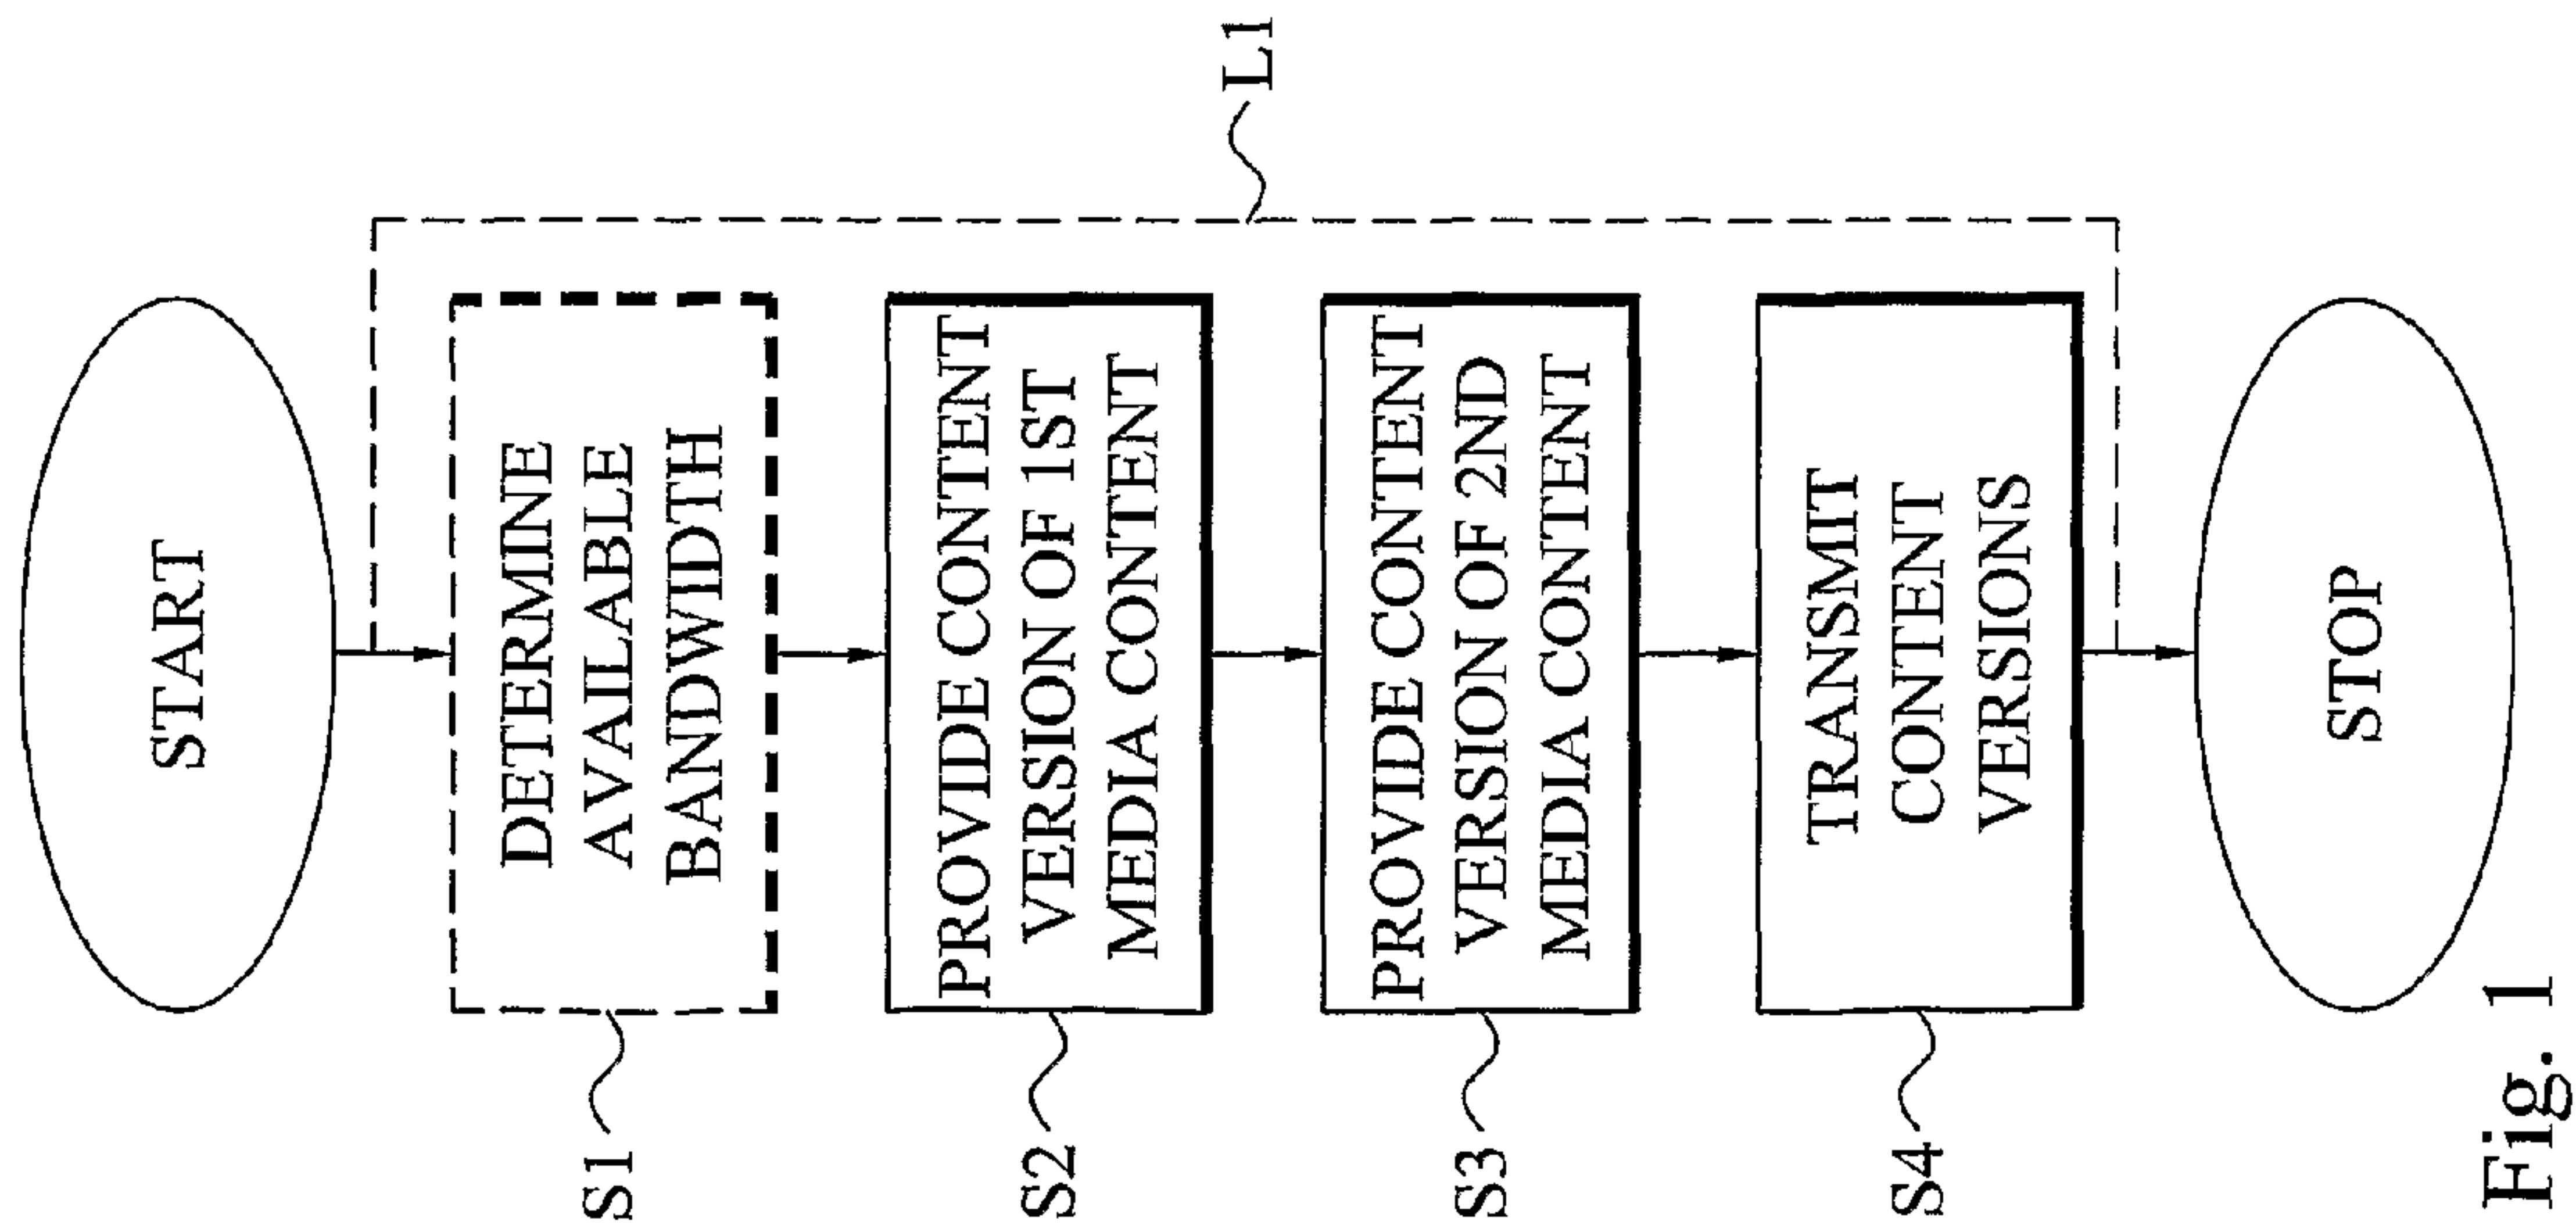 START
S1
DETERMINE
AVAILABLE
BANDWIDTH
S2
PROVIDE CONTENT
VERSION OF 1ST
MEDIA CONTENT
S3
PROVIDE CONTENT
VERSION OF 2ND
MEDIA CONTENT
S4
TRANSMIT
CONTENT
VERSIONS
L1
STOP
Fig. 1